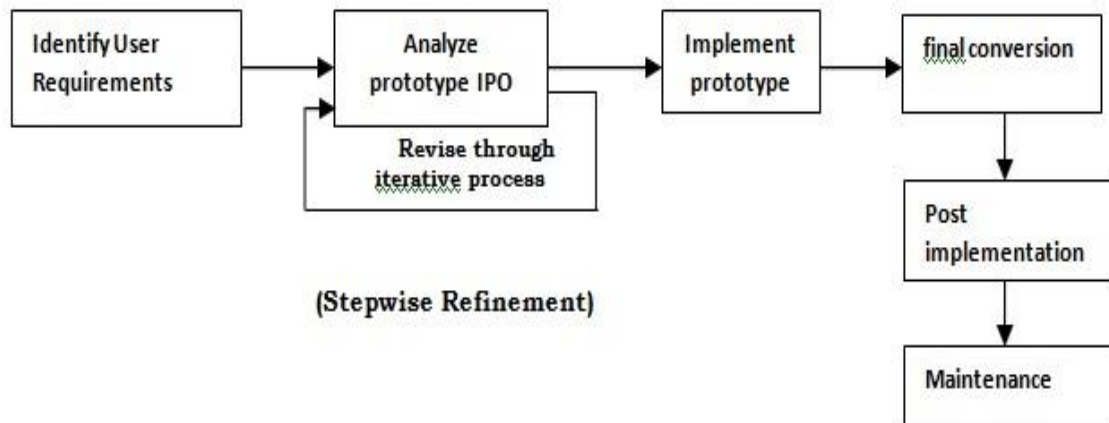 Identify User
Requirements
Analyze
prototype IPO
Implement
prototype
final conversion
Revise through
iterative process
Post
implementation
(Stepwise Refinement)
Maintenance